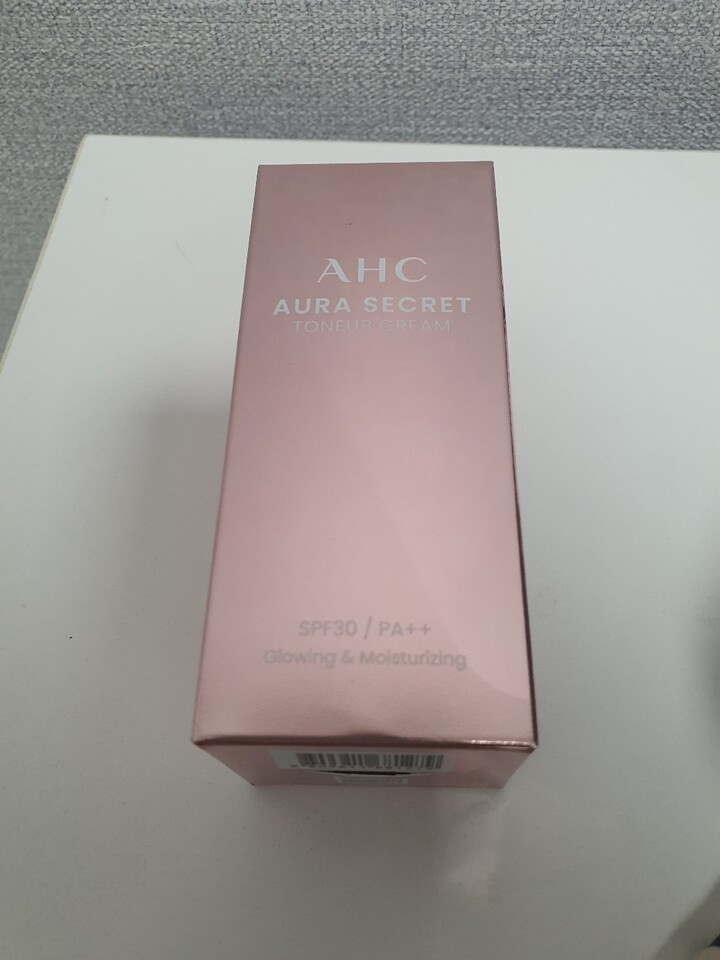 AHC
AURA SECRET
TONEUP CREAM
SPF30 / PA++
Glowing & Moisturizing